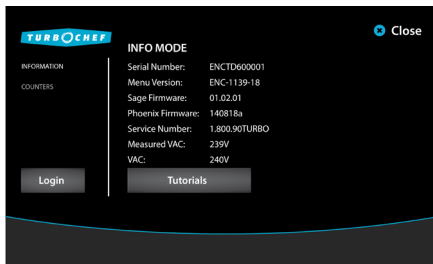 TURBOCHEF
Close
INFO MODE
INFORMATION
COUNTERS
Serial Number: ENCTD600001
Menu Version: ENC-1139-18
Sage Firmware: 01.02.01
Phoenix Firmware: 140818a
Service Number: 1.800.90TURBO
Measured VAC: 239V
VAC: 240V
Login
Tutorials